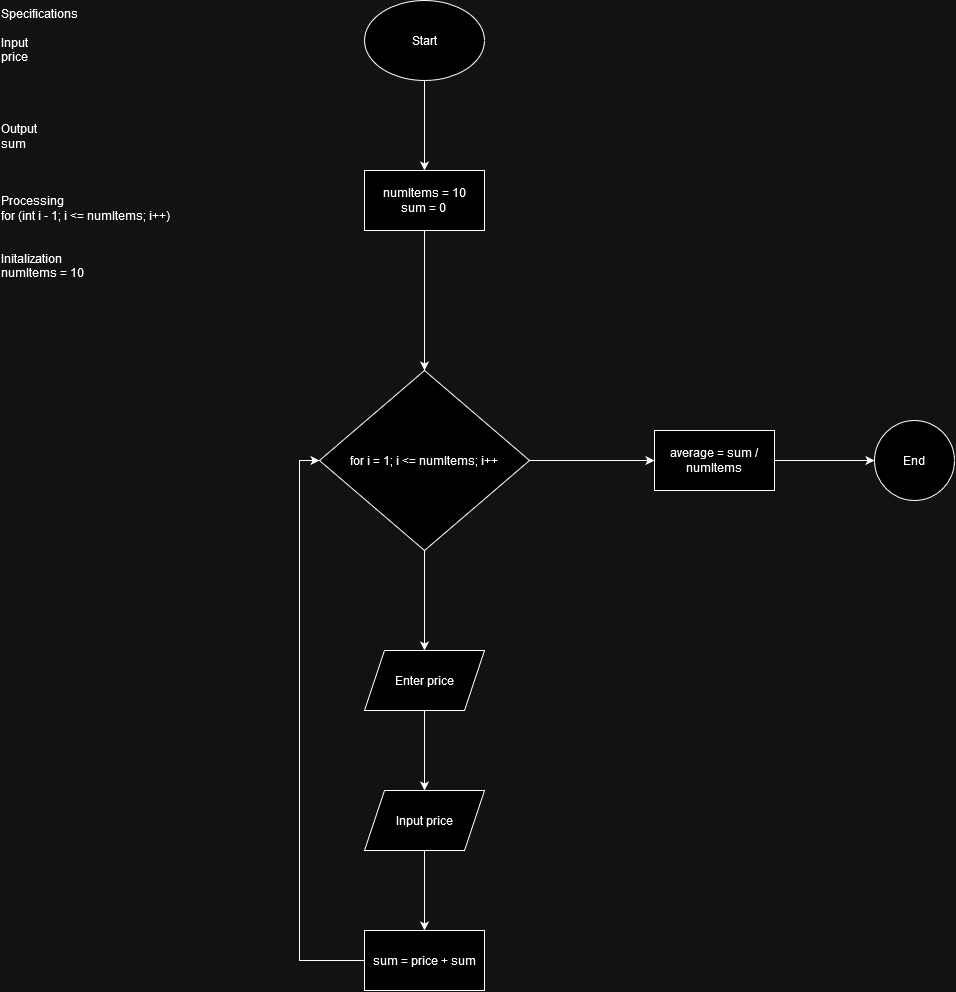 Specifications
Input
price
Output
sum
Processing
for (int i - 1; i <= numItems; i++)
Initalization
numItems = 10
Start
numItems = 10
sum = 0
for i = 1; i <= numItems; i++
average = sum /
numItems
End
Enter price
Input price
sum = price + sum